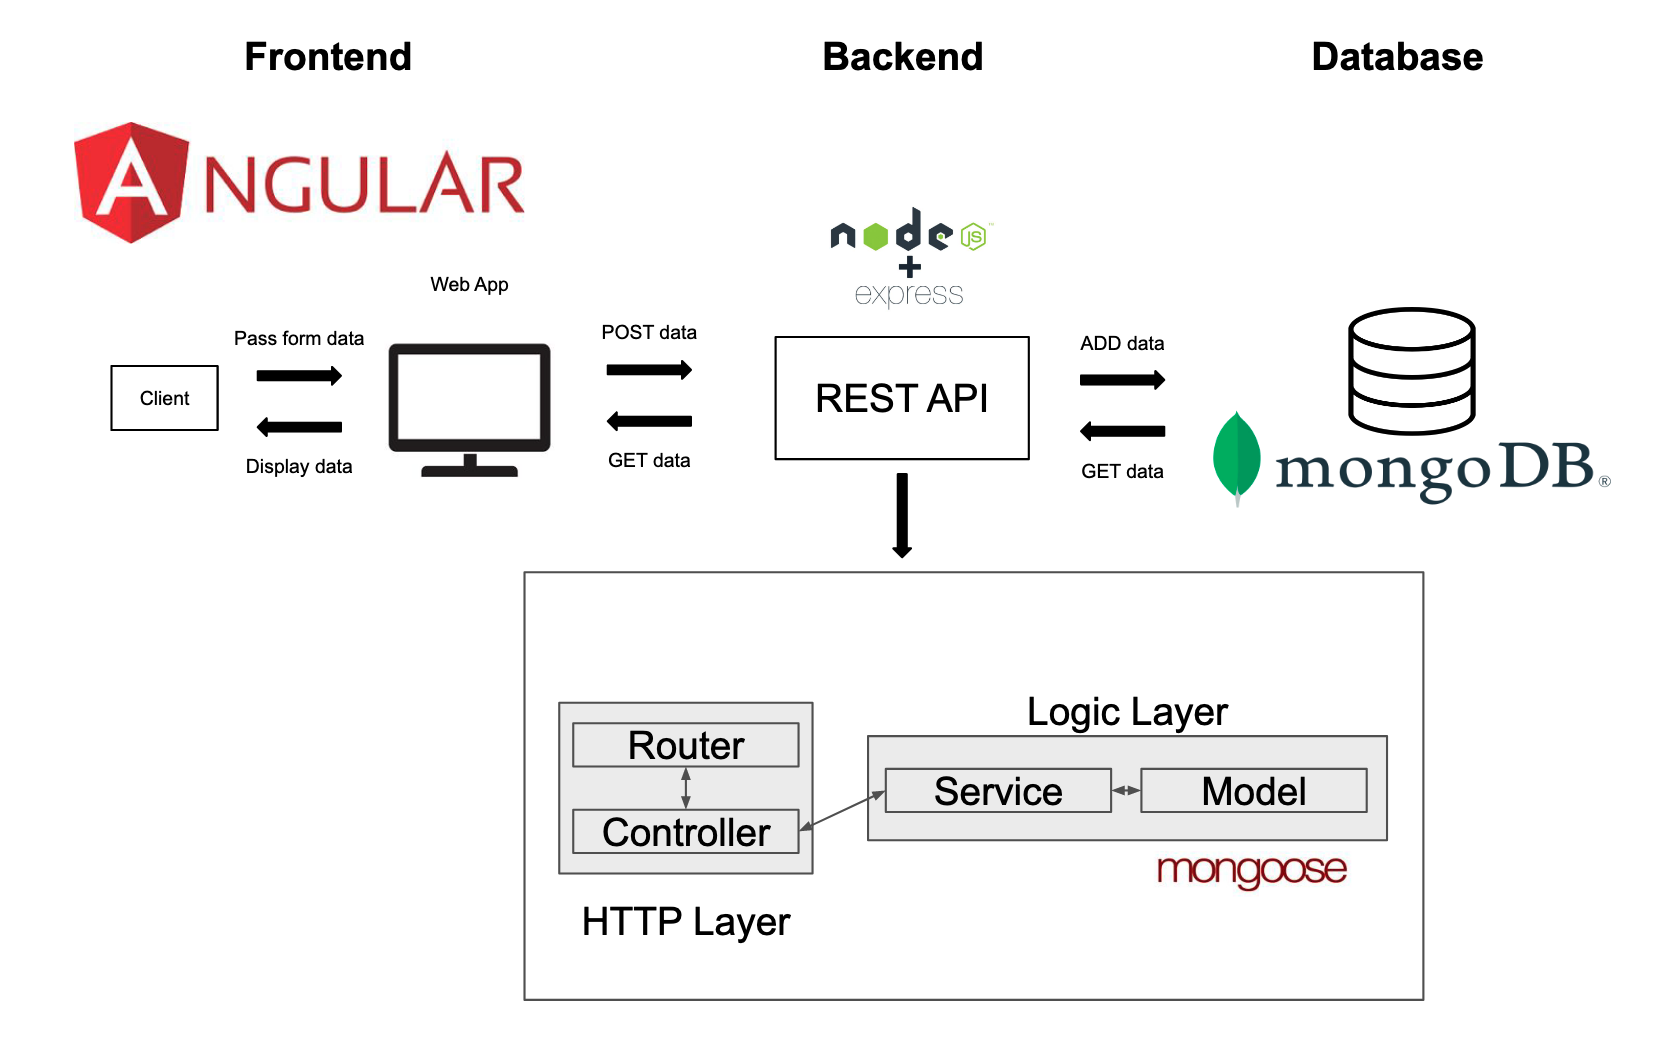 Frontend
Backend
Database
ANGULAR
node JS ™
+
express
Web App
Pass form data
POST data
ADD data
Client
REST API
Display data
GET data
GET data
mongoDB®
Logic Layer
Router
Service
Model
Controller
mongoose
HTTP Layer